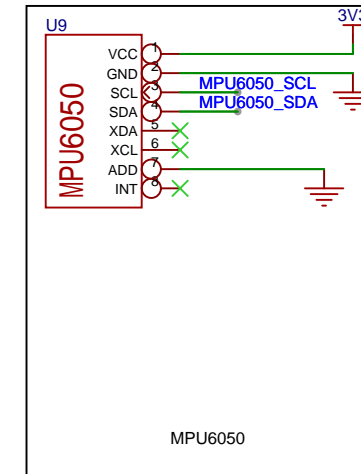 U9
3V3
MPU6050
VCC 1
GND 2
SCL 3 MPU6050_SCL
SDA 4 MPU6050_SDA
XDA 5
XCL 6
ADD 7
INT 8
MPU6050